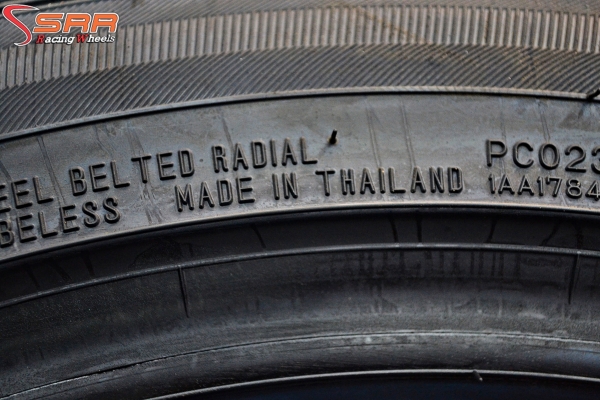 SRR
Racing Wheels
EEL BELTED RADIAL
BELESS MADE IN THAILAND
PC023
1AA1784